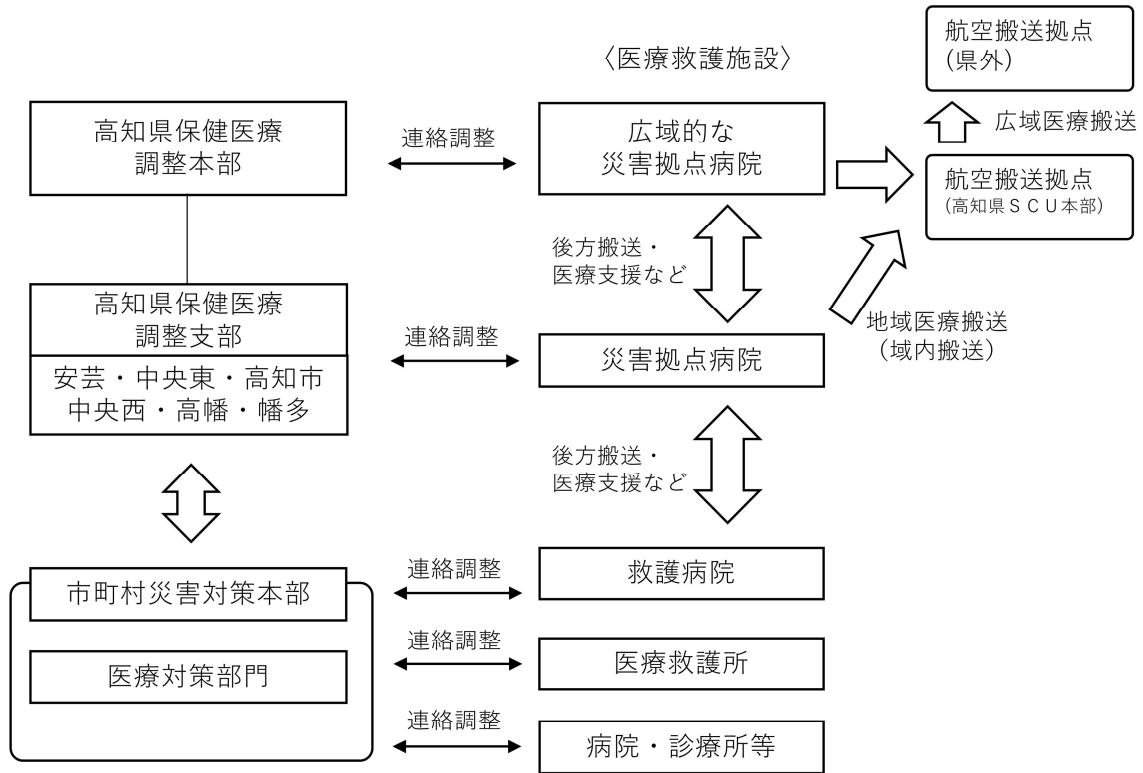 航空搬送拠点
(県外)
〈医療救護施設〉
広域医療搬送
高知県保健医療
調整本部
連絡調整
広域的な
災害拠点病院
航空搬送拠点
(高知県ＳＣＵ本部)
後方搬送・
医療支援など
地域医療搬送
(域内搬送)
高知県保健医療
調整支部
安芸・中央東・高知市
中央西・高幡・幡多
連絡調整
災害拠点病院
後方搬送・
医療支援など
市町村災害対策本部
連絡調整
救護病院
医療対策部門
連絡調整
医療救護所
連絡調整
病院・診療所等